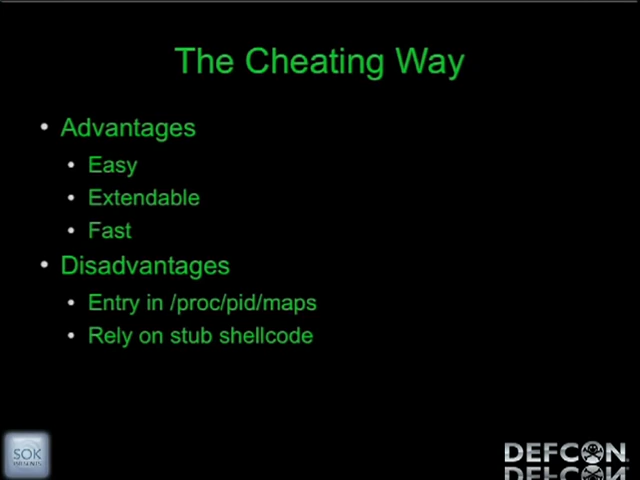 The Cheating Way
• Advantages
• Easy
• Extendable
• Fast
• Disadvantages
• Entry in /proc/pid/maps
• Rely on stub shellcode
SOK
PRESENTS
DEFCON